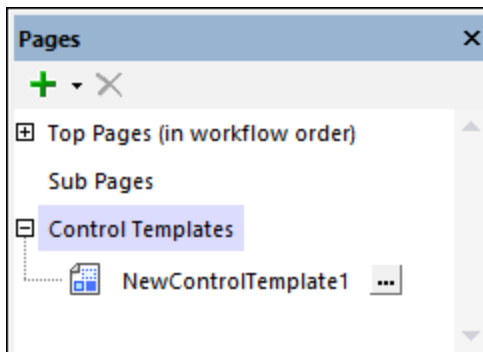 Pages
Top Pages (in workflow order)
Sub Pages
Control Templates
NewControlTemplate1 ...